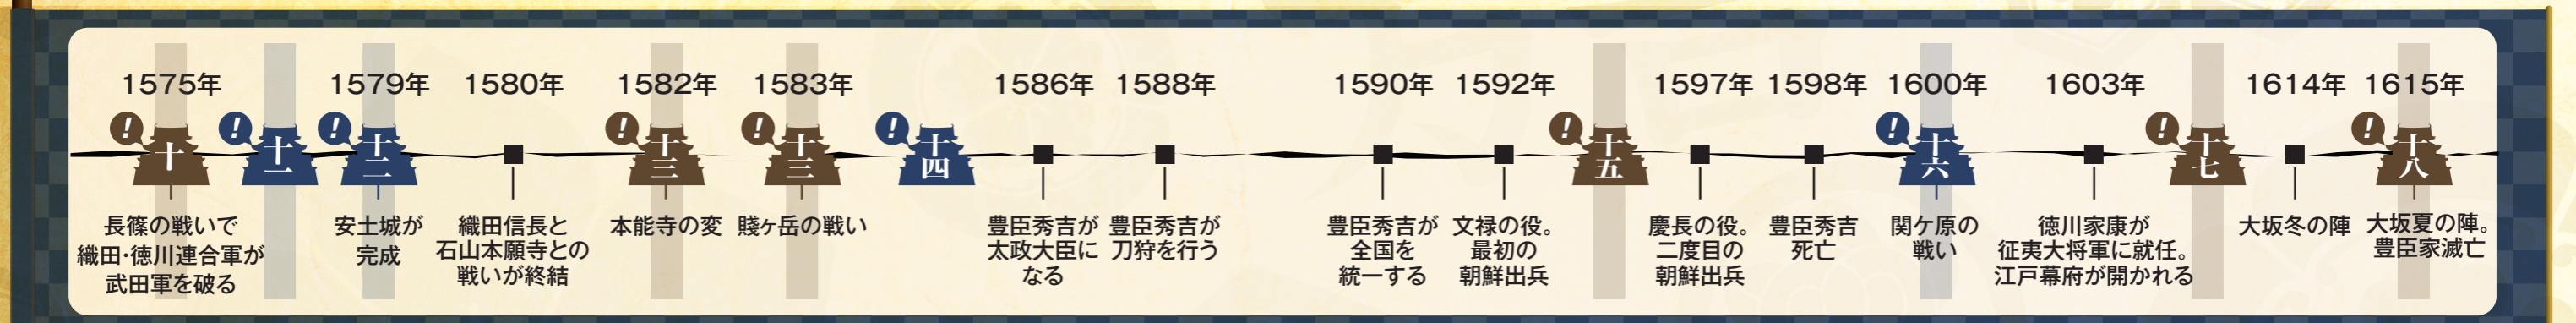 1575年
!
十
長篠の戦いで
織田・徳川連合軍が
武田軍を破る
!
十一
1579年
!
十二
安土城が
完成
1580年
織田信長と
石山本願寺との
戦いが終結
1582年
!
十三
本能寺の変
1583年
!
十三
賤ヶ岳の戦い
!
十四
1586年
豊臣秀吉が
太政大臣に
なる
1588年
豊臣秀吉が
刀狩を行う
1590年
豊臣秀吉が
全国を
統一する
1592年
文禄の役。
最初の
朝鮮出兵
!
十五
1597年
慶長の役。
二度目の
朝鮮出兵
1598年
豊臣秀吉
死亡
1600年
!
十六
関ケ原の
戦い
1603年
徳川家康が
征夷大将軍に就任。
江戸幕府が開かれる
!
十七
1614年
大坂冬の陣
1615年
!
十八
大坂夏の陣。
豊臣家滅亡